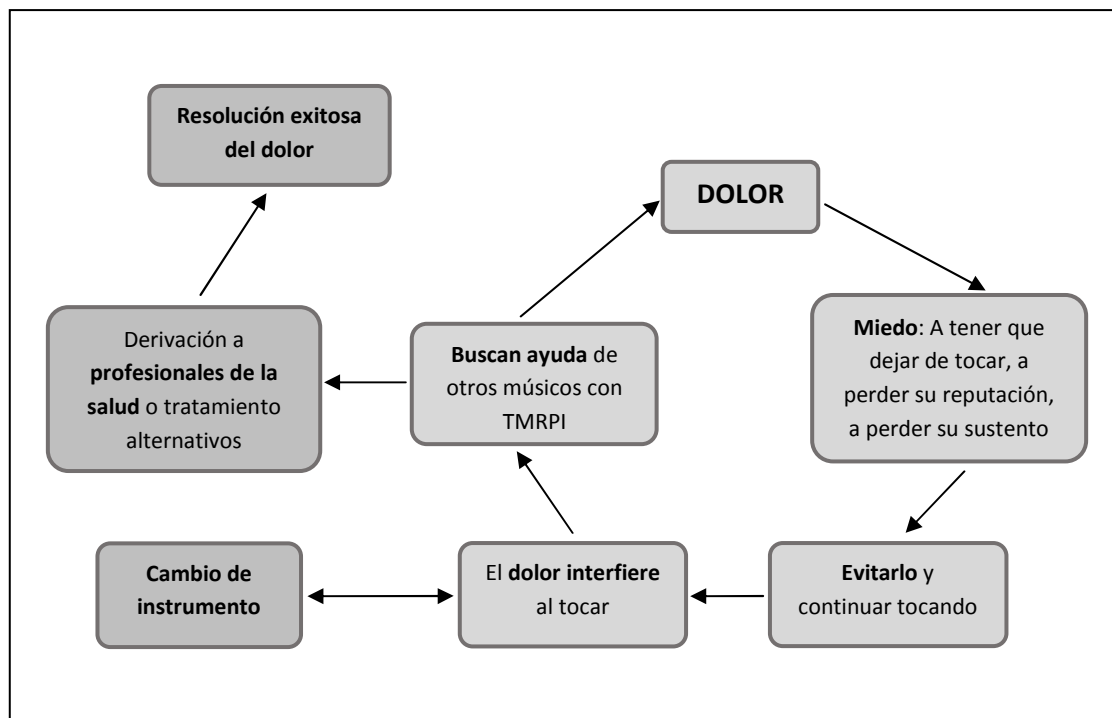 Resolución exitosa
del dolor
DOLOR
Miedo: A tener que
dejar de tocar, a
perder su reputación,
a perder su sustento
Derivación a
profesionales de la
salud o tratamiento
alternativos
Buscan ayuda de
otros músicos con
TMRPI
Cambio de
instrumento
El dolor interfiere
al tocar
Evitarlo y
continuar tocando